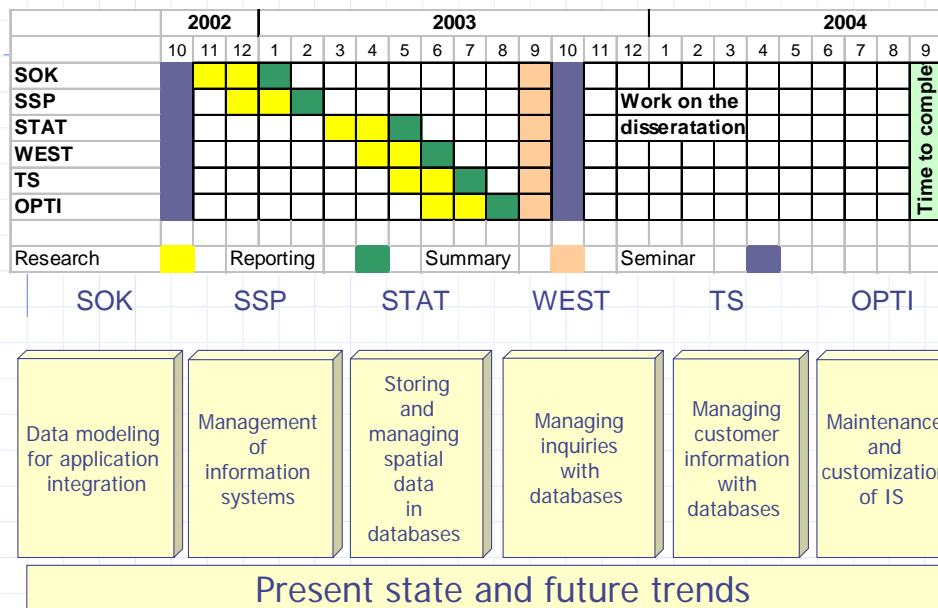 2002 2003 2004
10 11 12 1 2 3 4 5 6 7 8 9 10 11 12 1 2 3 4 5 6 7 8 9
SOK
SSP
STAT
WEST
TS
OPTI
Work on the
disseratation
Time to comple
Research Reporting Summary Seminar
SOK SSP STAT WEST TS OPTI
Data modeling
for application
integration
Management
of
information
systems
Storing
and
managing
spatial
data
in
databases
Managing
inquiries
with
databases
Managing
customer
information
with
databases
Maintenance
and
customization
of IS
Present state and future trends